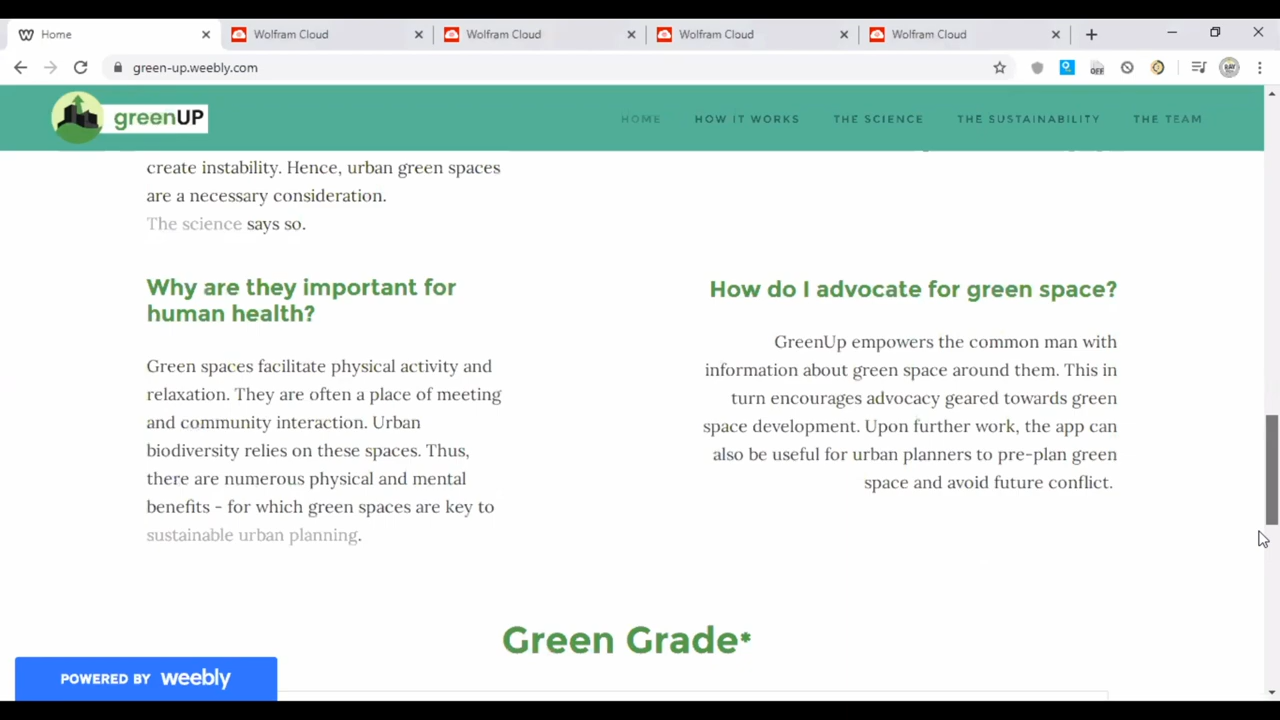 Home
Wolfram Cloud
Wolfram Cloud
Wolfram Cloud
Wolfram Cloud
green-up.weebly.com
OFF
greenUP
HOME
HOW IT WORKS
THE SCIENCE
THE SUSTAINABILITY
THE TEAM
create instability. Hence, urban green spaces
are a necessary consideration.
The science says so.
Why are they important for
human health?
Green spaces facilitate physical activity and
relaxation. They are often a place of meeting
and community interaction. Urban
biodiversity relies on these spaces. Thus,
there are numerous physical and mental
benefits - for which green spaces are key to
sustainable urban planning.
How do I advocate for green space?
GreenUp empowers the common man with
information about green space around them. This in
turn encourages advocacy geared towards green
space development. Upon further work, the app can
also be useful for urban planners to pre-plan green
space and avoid future conflict.
Green Grade*
POWERED BY weebly